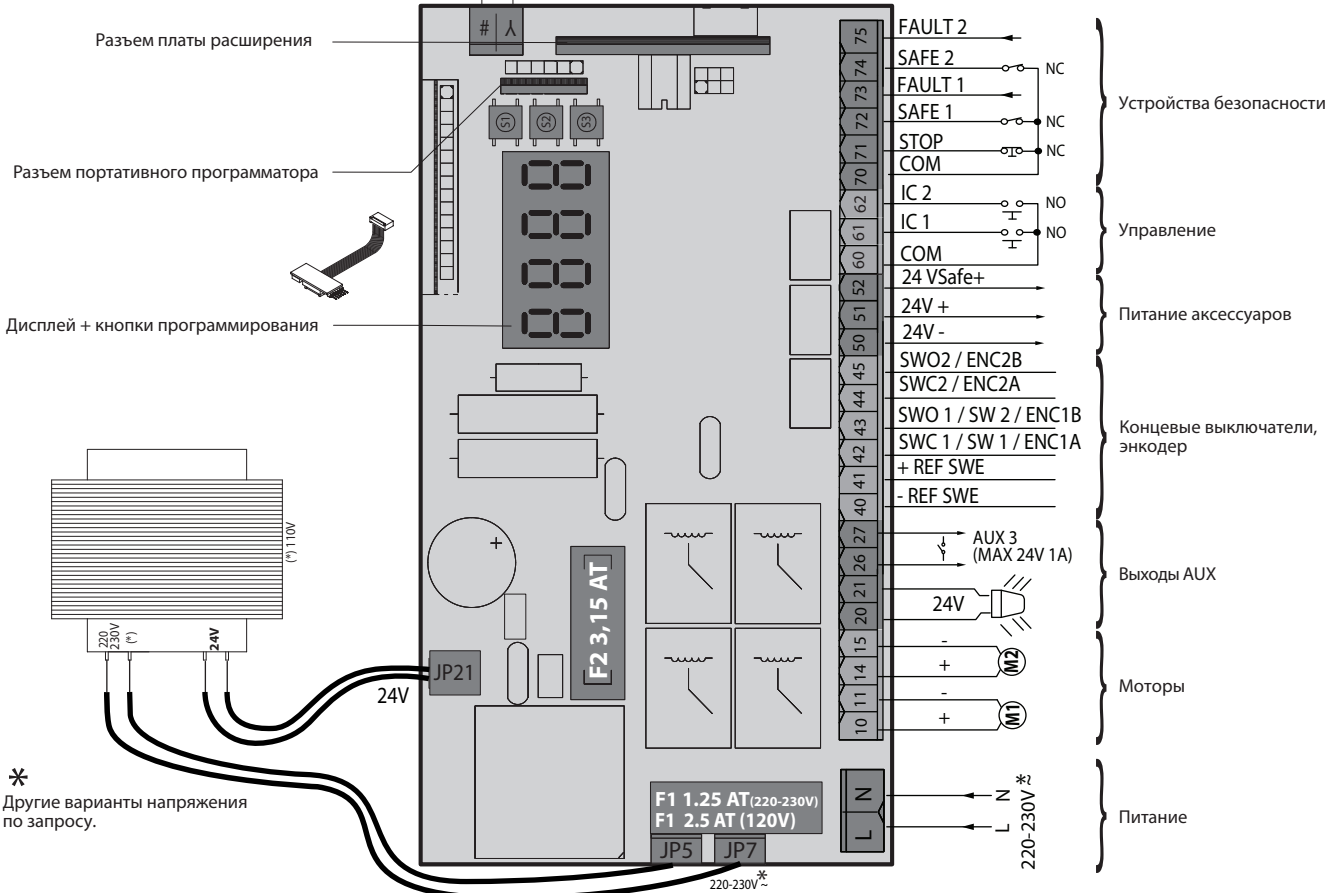 # Y
Разъем платы расширения
Разъем портативного программатора
Дисплей + кнопки программирования
S1 S2 S3
75 FAULT 2
74 SAFE 2 NC
73 FAULT 1
72 SAFE 1 NC
71 STOP NC
70 COM
Устройства безопасности
62 IC 2 NO
61 IC 1 NO
60 COM
Управление
52 24 VSafe+
51 24V +
50 24V -
Питание аксессуаров
45 SWO2 / ENC2B
44 SWC2 / ENC2A
43 SWO 1 / SW 2 / ENC1B
42 SWC 1 / SW 1 / ENC1A
41 + REF SWE
40 - REF SWE
Концевые выключатели,
энкодер
27 AUX 3
26 (MAX 24V 1A)
21
20 24V
Выходы AUX
15 -
14 +
M2
11 -
10 +
M1
Моторы
N N
L L
220-230V ~*
Питание
(*) 110V
220
230V
(*)
24V
24V
JP21
+
F2 3,15 AT
F1 1.25 AT(220-230V)
F1 2.5 AT (120V)
JP5 JP7
220-230V ~*
*
Другие варианты напряжения
по запросу.